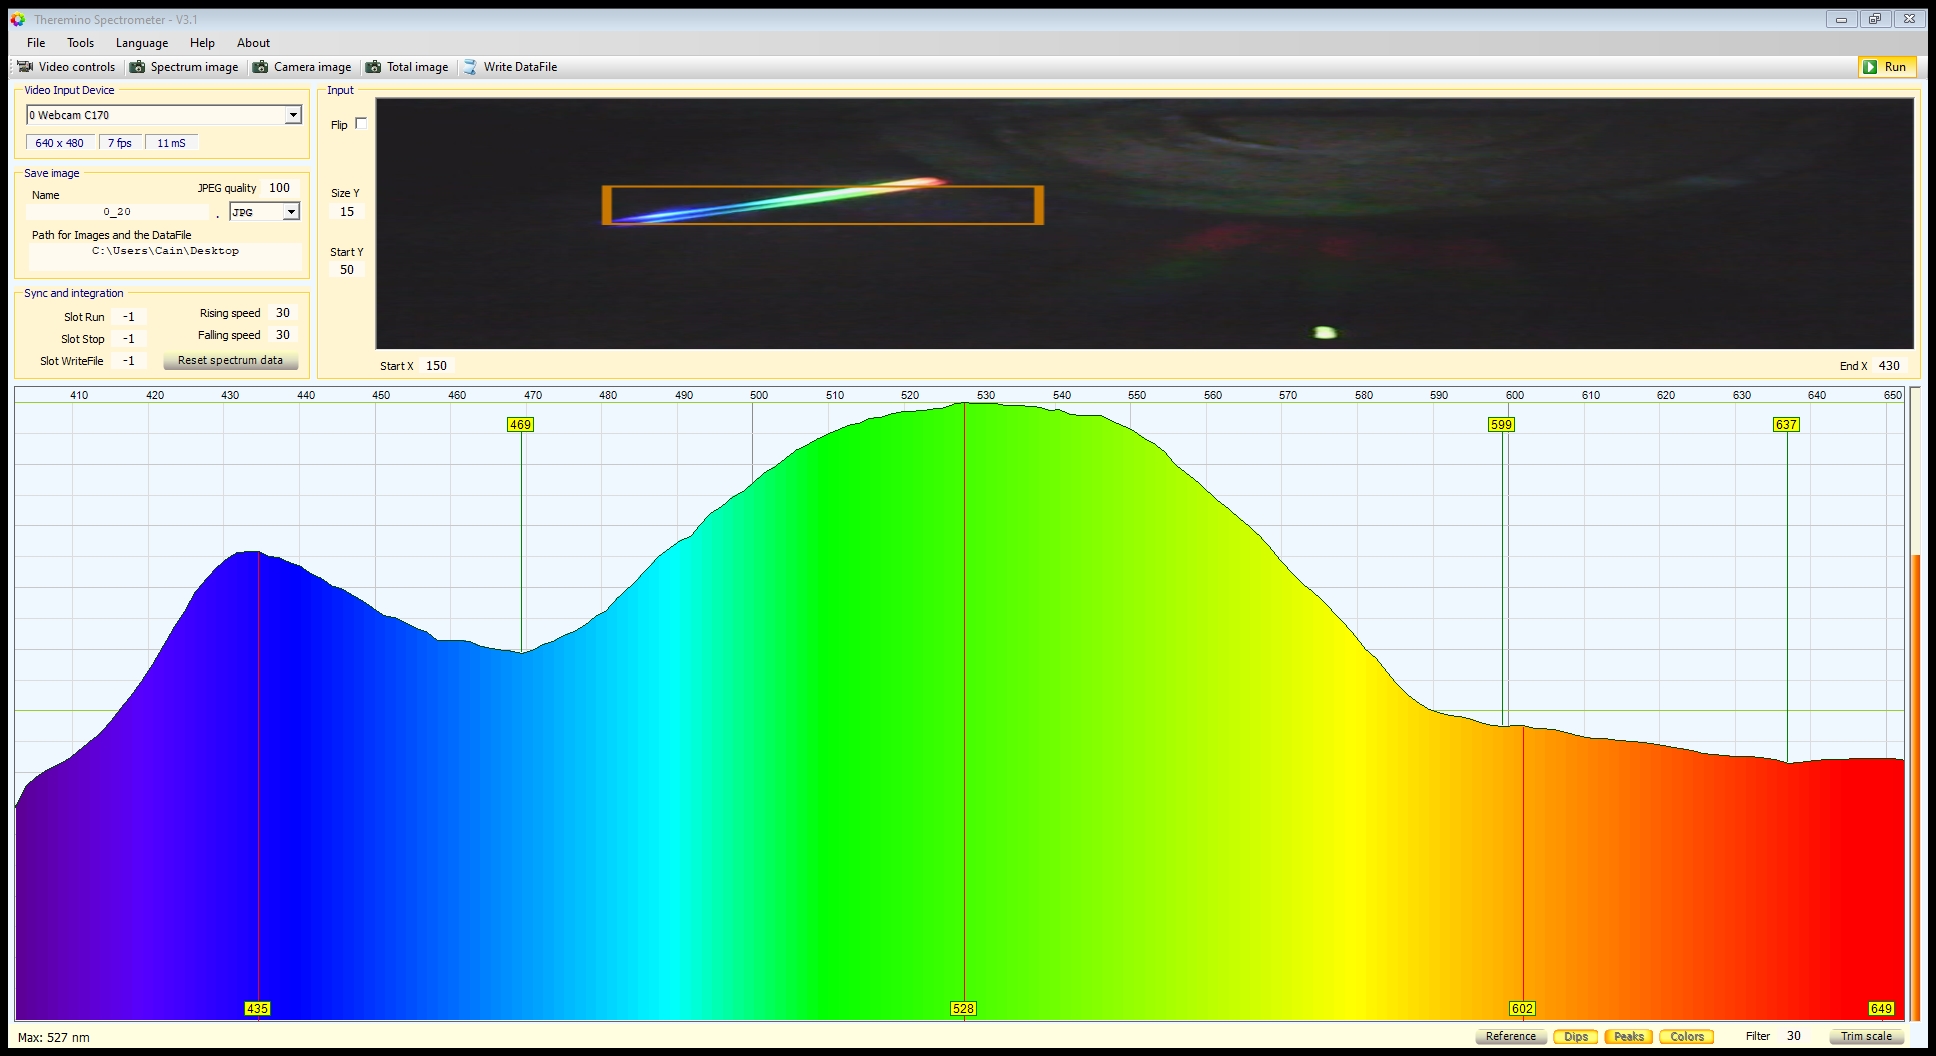 Theremino Spectrometer - V3.1
File Tools Language Help About
Video controls Spectrum image Camera image Total image Write DataFile Run
Video Input Device
0 Webcam C170
640 x 480 7 fps 11 mS
Save image
Name JPEG quality 100
0_20 . JPG
Path for Images and the DataFile
C:\Users\Cain\Desktop
Sync and integration
Slot Run -1 Rising speed 30
Slot Stop -1 Falling speed 30
Slot WriteFile -1 Reset spectrum data
Input
Flip
Size Y
15
Start Y
50
Start X 150 End X 430
410 420 430 440 450 460 470 480 490 500 510 520 530 540 550 560 570 580 590 600 610 620 630 640 650
469 599 637
435 528 602 649
Max: 527 nm Reference Dips Peaks Colors Filter 30 Trim scale